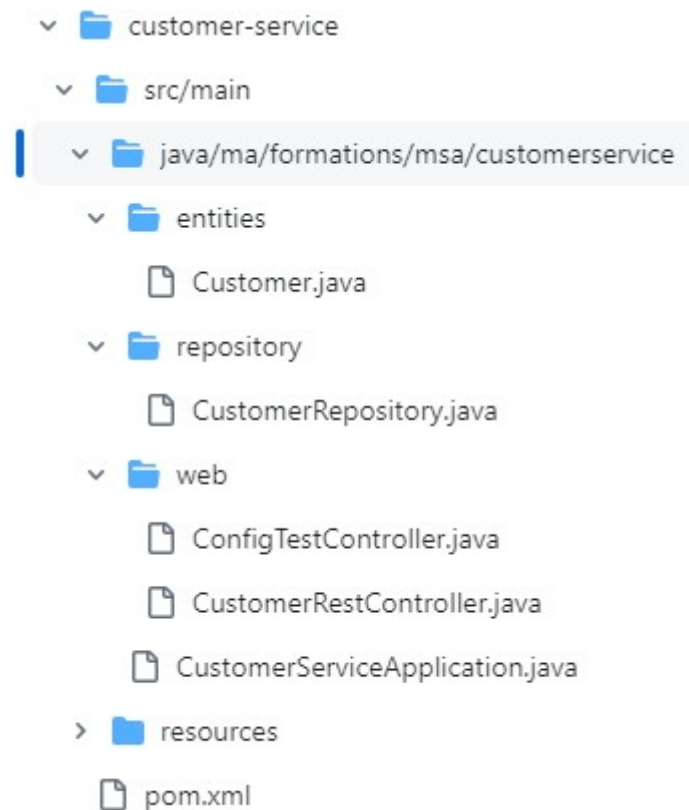 customer-service
src/main
java/ma/formations/msa/customerservice
entities
Customer.java
repository
CustomerRepository.java
web
ConfigTestController.java
CustomerRestController.java
CustomerServiceApplication.java
resources
pom.xml